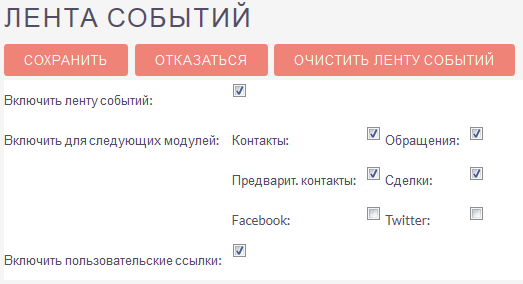 ЛЕНТА СОБЫТИЙ
СОХРАНИТЬ ОТКАЗАТЬСЯ ОЧИСТИТЬ ЛЕНТУ СОБЫТИЙ
Включить ленту событий:
Включить для следующих модулей: Контакты: Обращения:
Предварит. контакты: Сделки:
Facebook: Twitter:
Включить пользовательские ссылки: